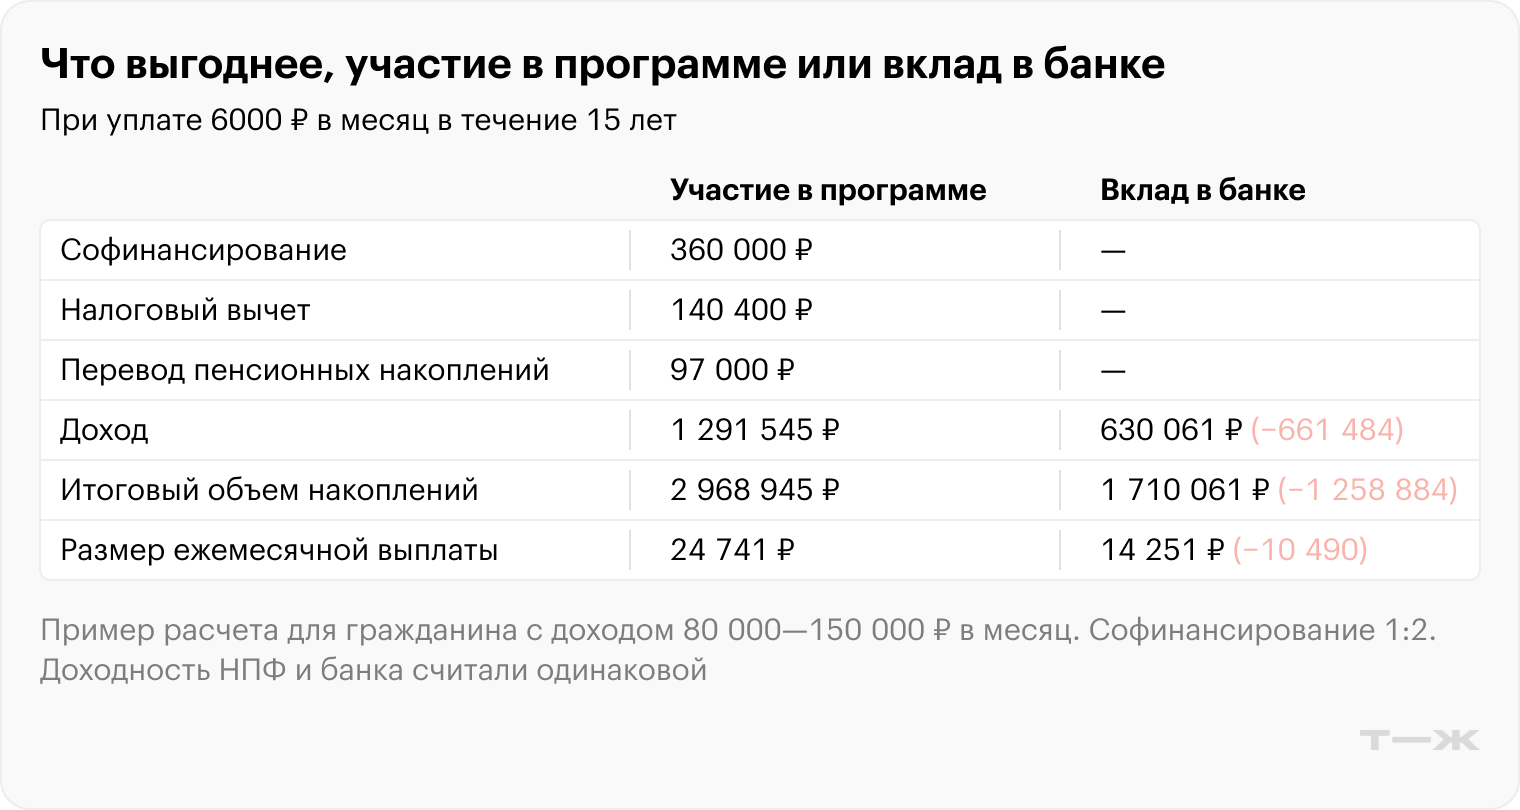 Что выгоднее, участие в программе или вклад в банке
При уплате 6000 ₽ в месяц в течение 15 лет
Участие в программе Вклад в банке
Софинансирование 360 000 ₽ —
Налоговый вычет 140 400 ₽ —
Перевод пенсионных накоплений 97 000 ₽ —
Доход 1 291 545 ₽ 630 061 ₽ (−661 484)
Итоговый объем накоплений 2 968 945 ₽ 1 710 061 ₽ (−1 258 884)
Размер ежемесячной выплаты 24 741 ₽ 14 251 ₽ (−10 490)
Пример расчета для гражданина с доходом 80 000—150 000 ₽ в месяц. Софинансирование 1:2.
Доходность НПФ и банка считали одинаковой
Т—Ж